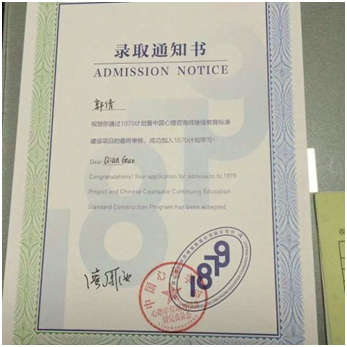 录取通知书
ADMISSION NOTICE
郭倩
祝贺你通过1879计划暨中国心理咨询师继续教育标准
建设项目的最终审核，成功加入1879计划学习！
Dear Qian Guo
Congratulations! Your application for admission to 1879
Project and Chinese Counselor Continuing Education
Standard Construction Program has been accepted.
1879